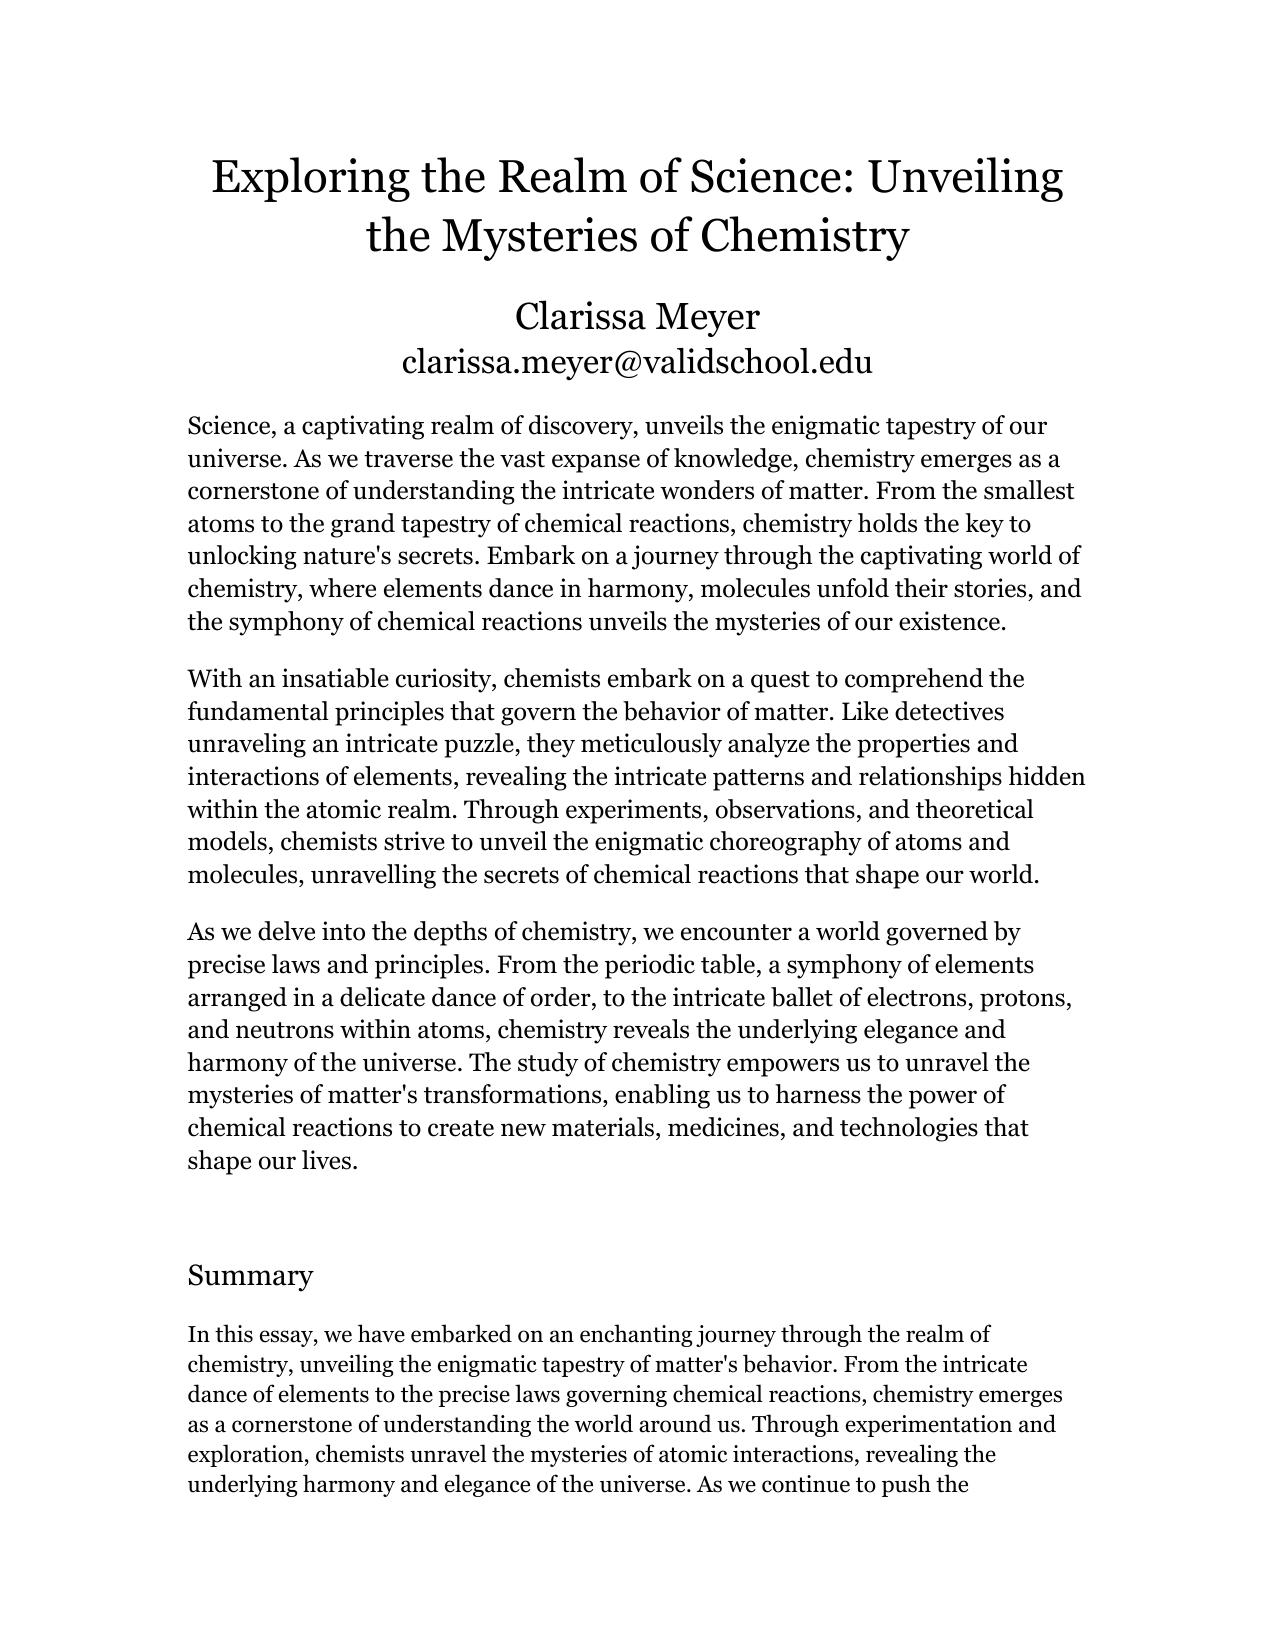 Exploring the Realm of Science: Unveiling
the Mysteries of Chemistry
Clarissa Meyer
clarissa.meyer@validschool.edu
Science, a captivating realm of discovery, unveils the enigmatic tapestry of our
universe. As we traverse the vast expanse of knowledge, chemistry emerges as a
cornerstone of understanding the intricate wonders of matter. From the smallest
atoms to the grand tapestry of chemical reactions, chemistry holds the key to
unlocking nature's secrets. Embark on a journey through the captivating world of
chemistry, where elements dance in harmony, molecules unfold their stories, and
the symphony of chemical reactions unveils the mysteries of our existence.
With an insatiable curiosity, chemists embark on a quest to comprehend the
fundamental principles that govern the behavior of matter. Like detectives
unraveling an intricate puzzle, they meticulously analyze the properties and
interactions of elements, revealing the intricate patterns and relationships hidden
within the atomic realm. Through experiments, observations, and theoretical
models, chemists strive to unveil the enigmatic choreography of atoms and
molecules, unravelling the secrets of chemical reactions that shape our world.
As we delve into the depths of chemistry, we encounter a world governed by
precise laws and principles. From the periodic table, a symphony of elements
arranged in a delicate dance of order, to the intricate ballet of electrons, protons,
and neutrons within atoms, chemistry reveals the underlying elegance and
harmony of the universe. The study of chemistry empowers us to unravel the
mysteries of matter's transformations, enabling us to harness the power of
chemical reactions to create new materials, medicines, and technologies that
shape our lives.
Summary
In this essay, we have embarked on an enchanting journey through the realm of
chemistry, unveiling the enigmatic tapestry of matter's behavior. From the intricate
dance of elements to the precise laws governing chemical reactions, chemistry emerges
as a cornerstone of understanding the world around us. Through experimentation and
exploration, chemists unravel the mysteries of atomic interactions, revealing the
underlying harmony and elegance of the universe. As we continue to push the